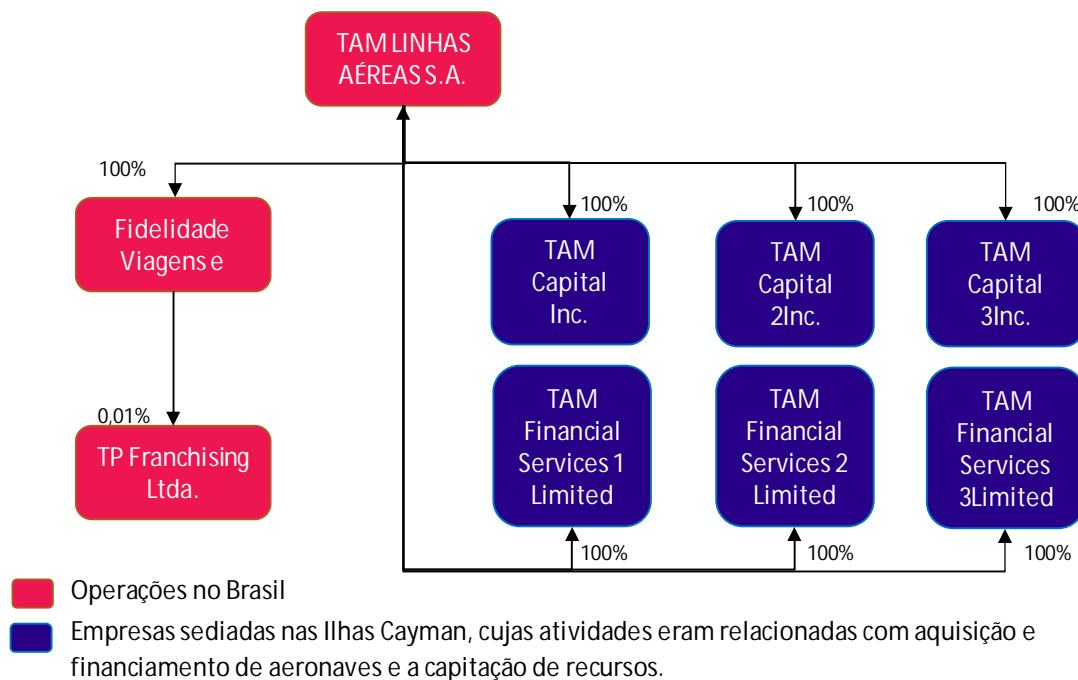 TAM LINHAS
AÉREAS S.A.
100%
Fidelidade
Viagens e
0,01%
TP Franchising
Ltda.
100%
TAM
Capital
Inc.
100%
TAM
Capital
2Inc.
100%
TAM
Capital
3Inc.
TAM
Financial
Services 1
Limited
100%
TAM
Financial
Services 2
Limited
100%
TAM
Financial
Services
3Limited
100%
Operações no Brasil
Empresas sediadas nas Ilhas Cayman, cujas atividades eram relacionadas com aquisição e
financiamento de aeronaves e a capitação de recursos.